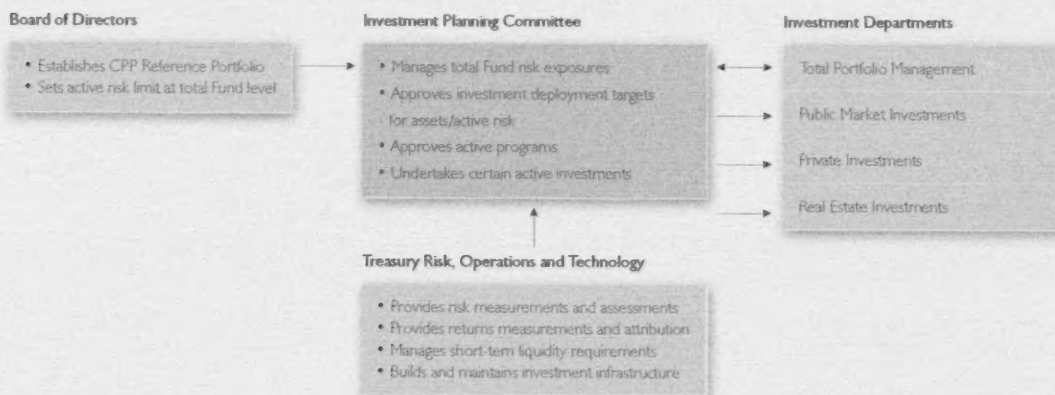 Board of Directors
• Establishes CPP Reference Portfolio
• Sets active risk limit at total Fund level
Investment Planning Committee
• Manages total Fund risk exposures
• Approves investment deployment targets
for assets/active risk
• Approves active programs
• Undertakes certain active investments
Investment Departments
Total Portfolio Management
Public Market Investments
Private Investments
Real Estate Investments
Treasury Risk, Operations and Technology
• Provides risk measurements and assessments
• Provides returns measurements and attribution
• Manages short-tem liquidity requirements
• Builds and maintains investment infrastructure